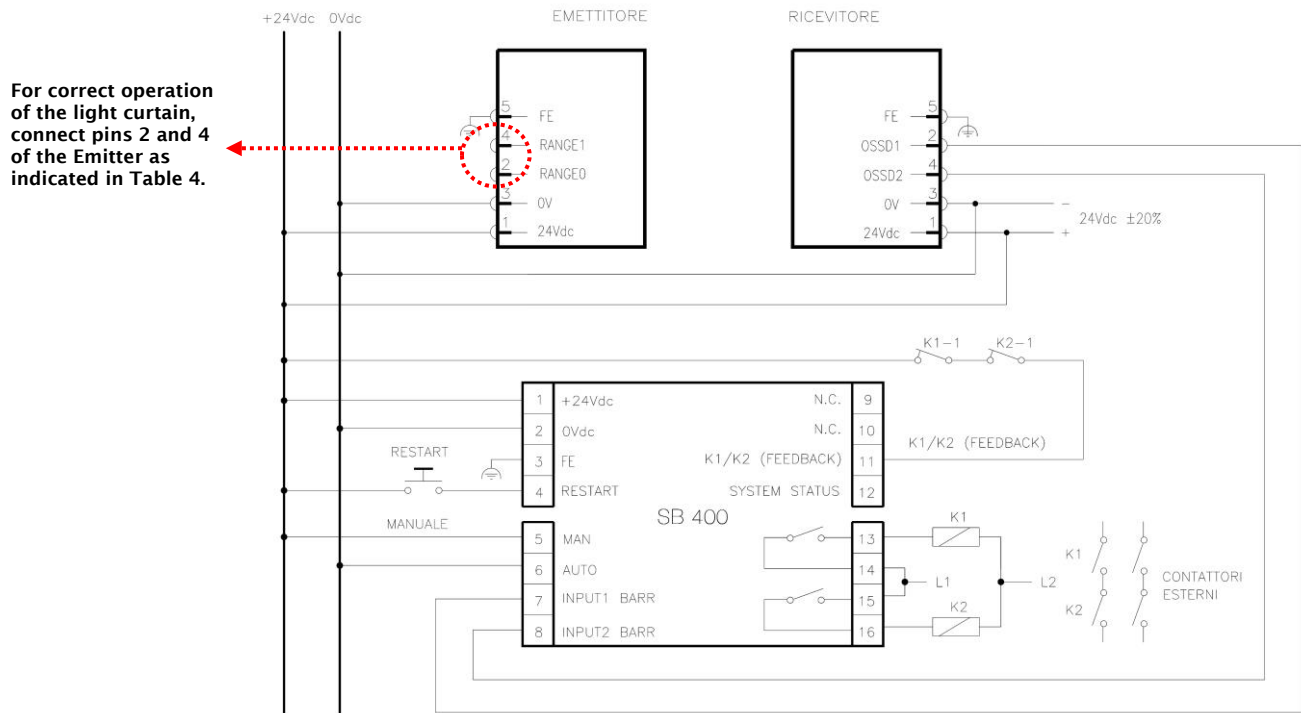 +24Vdc 0Vdc
EMETTITORE
RICEVITORE
For correct operation
of the light curtain,
connect pins 2 and 4
of the Emitter as
indicated in Table 4.
5 FE
4 RANGE1
2 RANGE0
3 0V
1 24Vdc
FE 5
OSSD1 2
OSSD2 4
0V 3
24Vdc 1
-
24Vdc ±20%
+
K1-1 K2-1
1 +24Vdc N.C. 9
2 0Vdc N.C. 10
K1/K2 (FEEDBACK)
RESTART
3 FE K1/K2 (FEEDBACK) 11
4 RESTART SYSTEM STATUS 12
SB 400
MANUALE
5 MAN 13
6 AUTO 14
7 INPUT1 BARR 15
8 INPUT2 BARR 16
K1
L1 L2
K2
K1
K2
CONTATTORI
ESTERNI